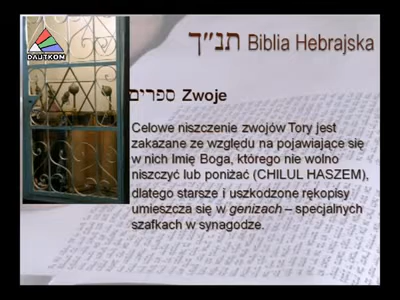 DAUTKOM
תנ״ך Biblia Hebrajska
ספרים Zwoje
Celowe niszczenie zwojów Tory jest
zakazane ze względu na pojawiające się
w nich Imię Boga, którego nie wolno
niszczyć lub poniżać (CHILUL HASZEM),
dlatego starsze i uszkodzone rękopisy
umieszcza się w genizach – specjalnych
szafkach w synagodze.